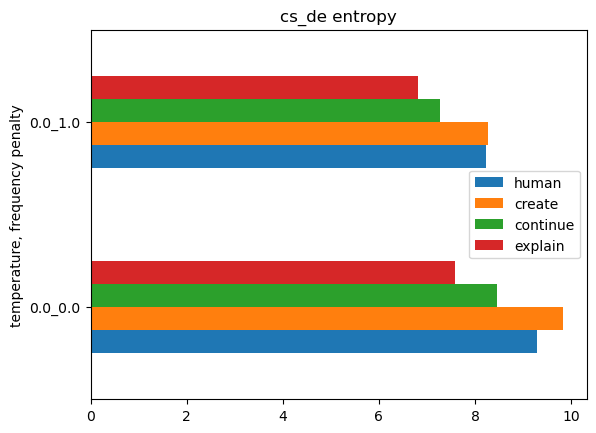 cs_de entropy
temperature, frequency penalty
0.0_1.0
0.0_0.0
human
create
continue
explain
0 2 4 6 8 10